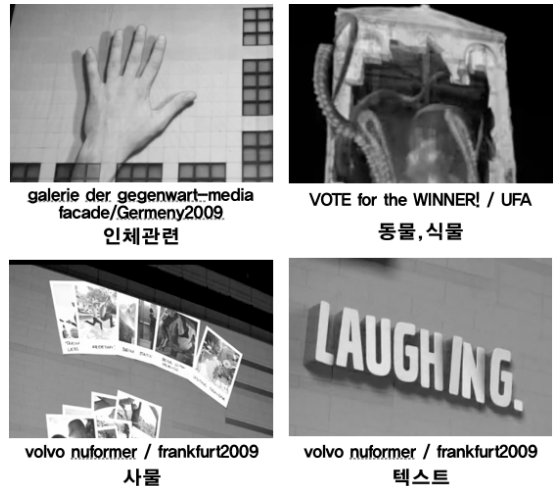 galerie der gegenwart-media
facade/Germeny2009
인체관련
VOTE for the WINNER! / UFA
동물,식물
LAUGHING.
volvo nuformer / frankfurt2009
사물
volvo nuformer / frankfurt2009
텍스트